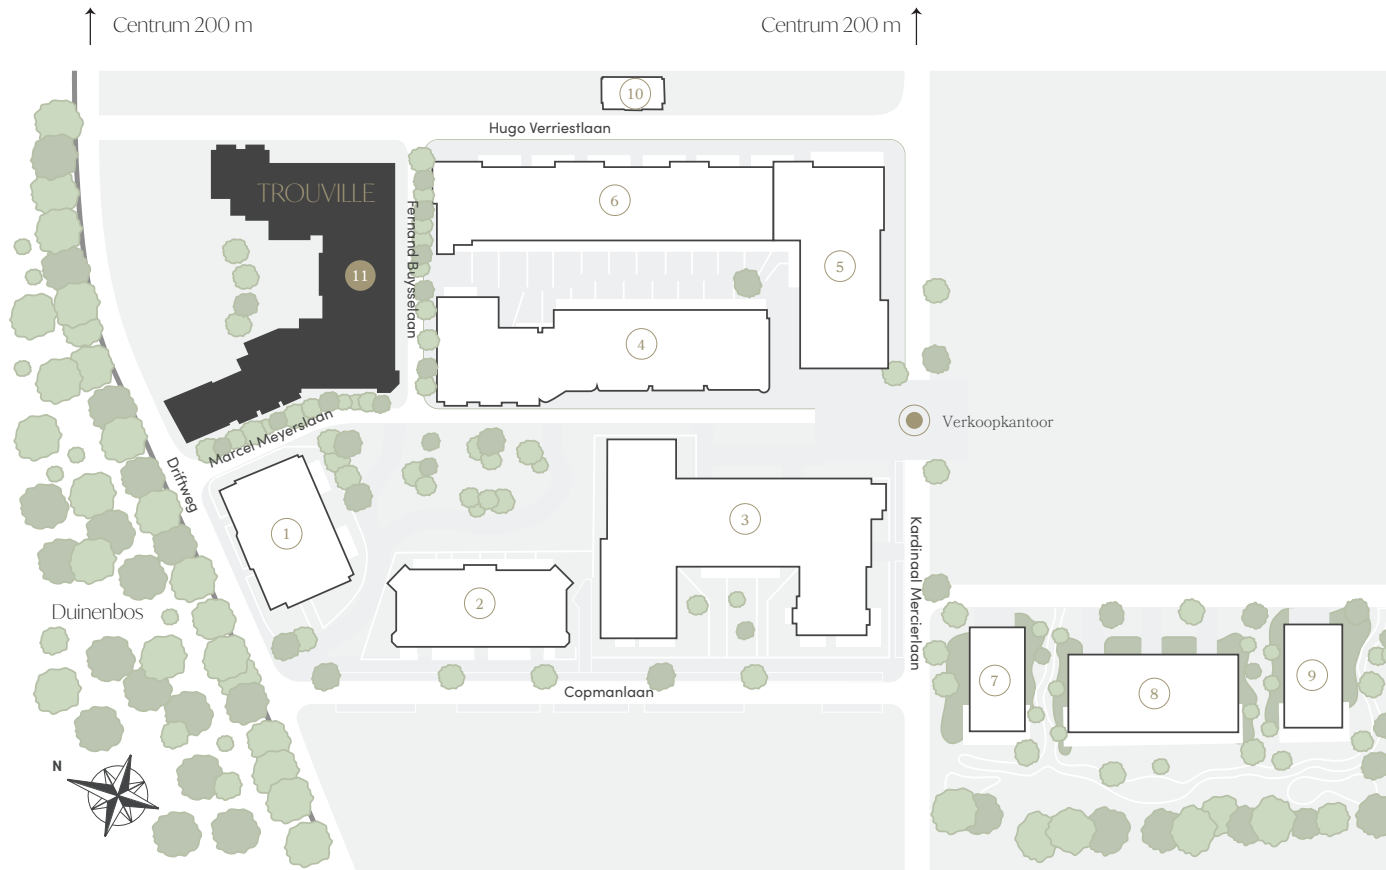 Centrum 200 m
Centrum 200 m
10
Hugo Verriestlaan
TROUVILLE
6
Fernand Buysselaan
11
5
4
Marcel Meyerslaan
Verkoopkantoor
Driftweg
1
3
Kardinaal Mercierlaan
2
Duinenbos
7
8
9
Copmanlaan
N